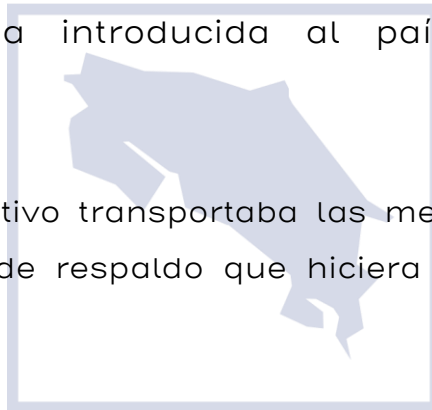 a introducida al paí
tivo transportaba las me
de respaldo que hiciera